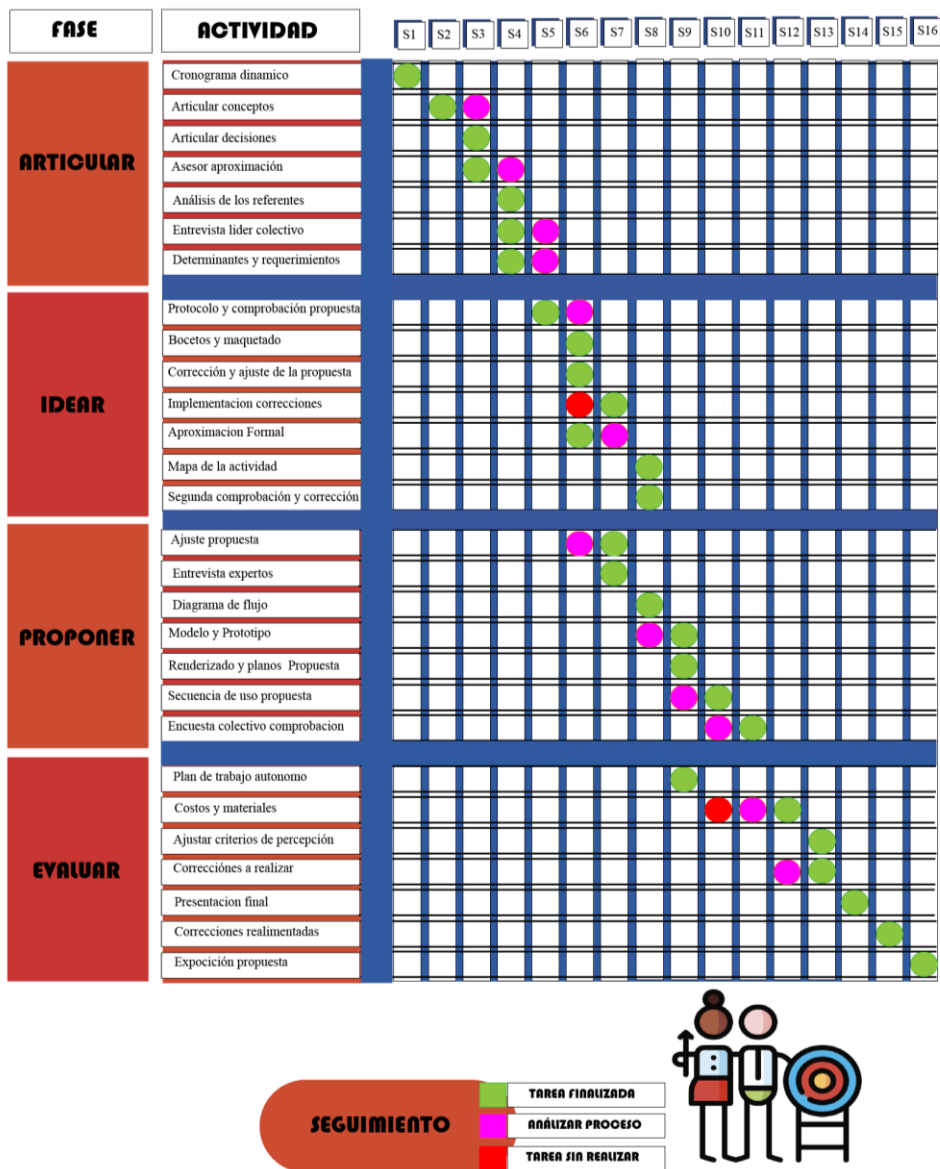 FASE
ACTIVIDAD
S1 S2 S3 S4 S5 S6 S7 S8 S9 S10 S11 S12 S13 S14 S15 S16
ARTICULAR
Cronograma dinamico
Articular conceptos
Articular decisiones
Asesor aproximación
Análisis de los referentes
Entrevista lider colectivo
Determinantes y requerimientos
IDEAR
Protocolo y comprobación propuesta
Bocetos y maquetado
Corrección y ajuste de la propuesta
Implementacion correcciones
Aproximacion Formal
Mapa de la actividad
Segunda comprobación y corrección
PROPONER
Ajuste propuesta
Entrevista expertos
Diagrama de flujo
Modelo y Prototipo
Renderizado y planos Propuesta
Secuencia de uso propuesta
Encuesta colectivo comprobacion
EVALUAR
Plan de trabajo autonomo
Costos y materiales
Ajustar criterios de percepción
Correcciónes a realizar
Presentacion final
Correcciones realimentadas
Expocición propuesta
SEGUIMIENTO
TAREA FINALIZADA
ANÁLIZAR PROCESO
TAREA SIN REALIZAR